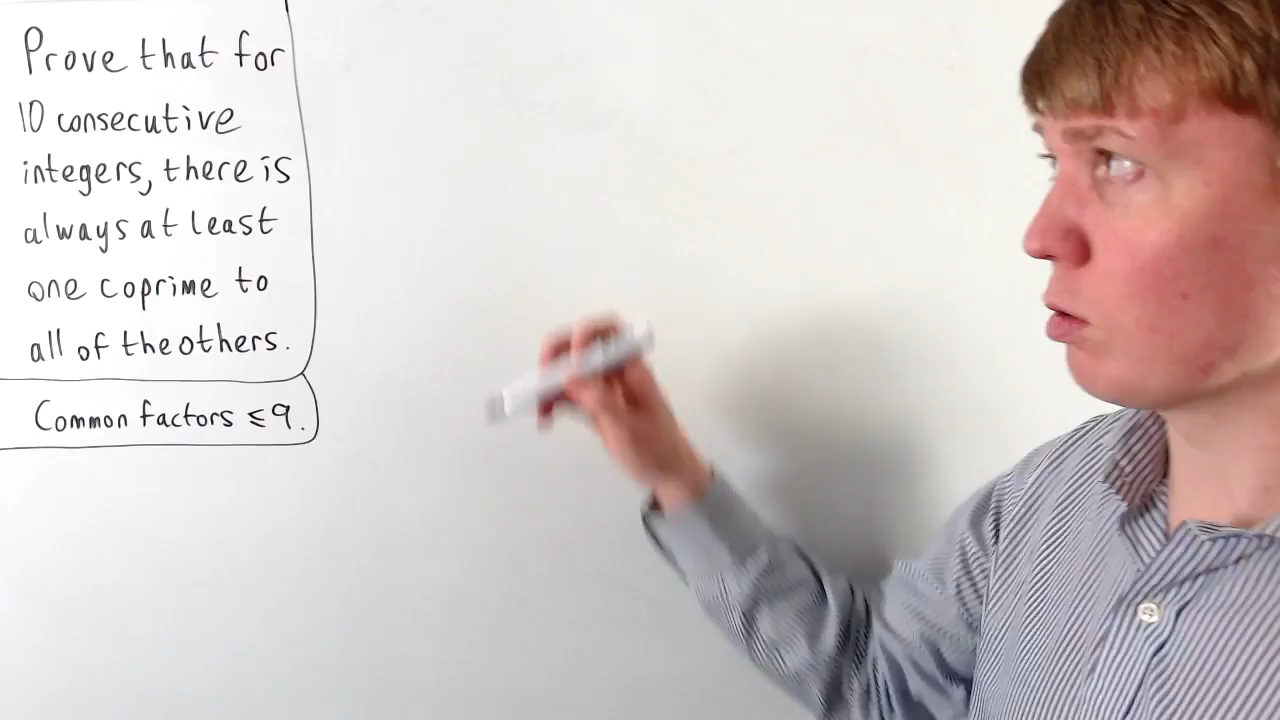 Prove that for
10 consecutive
integers, there is
always at least
one coprime to
all of the others.
Common factors ≤ 9.